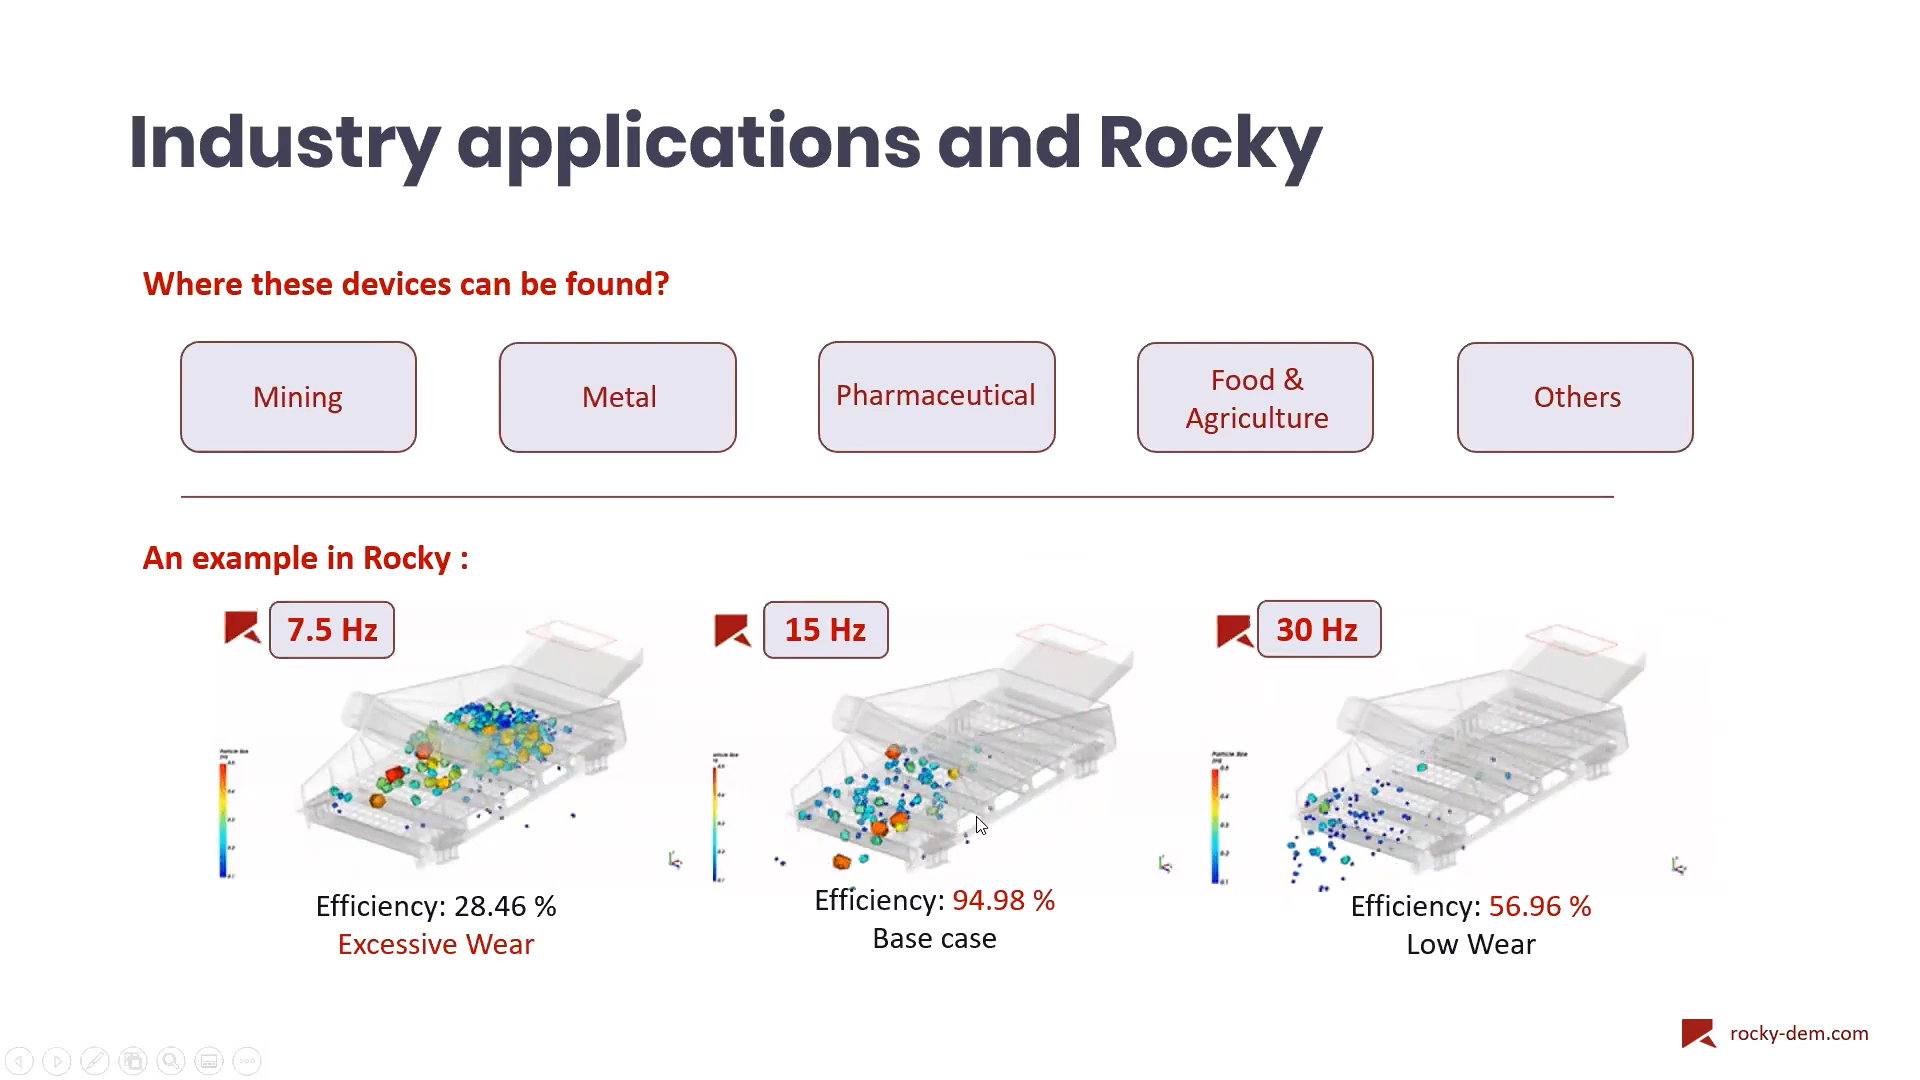 Industry applications and Rocky
Where these devices can be found?
Mining
Metal
Pharmaceutical
Food &
Agriculture
Others
An example in Rocky :
7.5 Hz
15 Hz
30 Hz
Efficiency: 28.46 %
Excessive Wear
Efficiency: 94.98 %
Base case
Efficiency: 56.96 %
Low Wear
rocky-dem.com